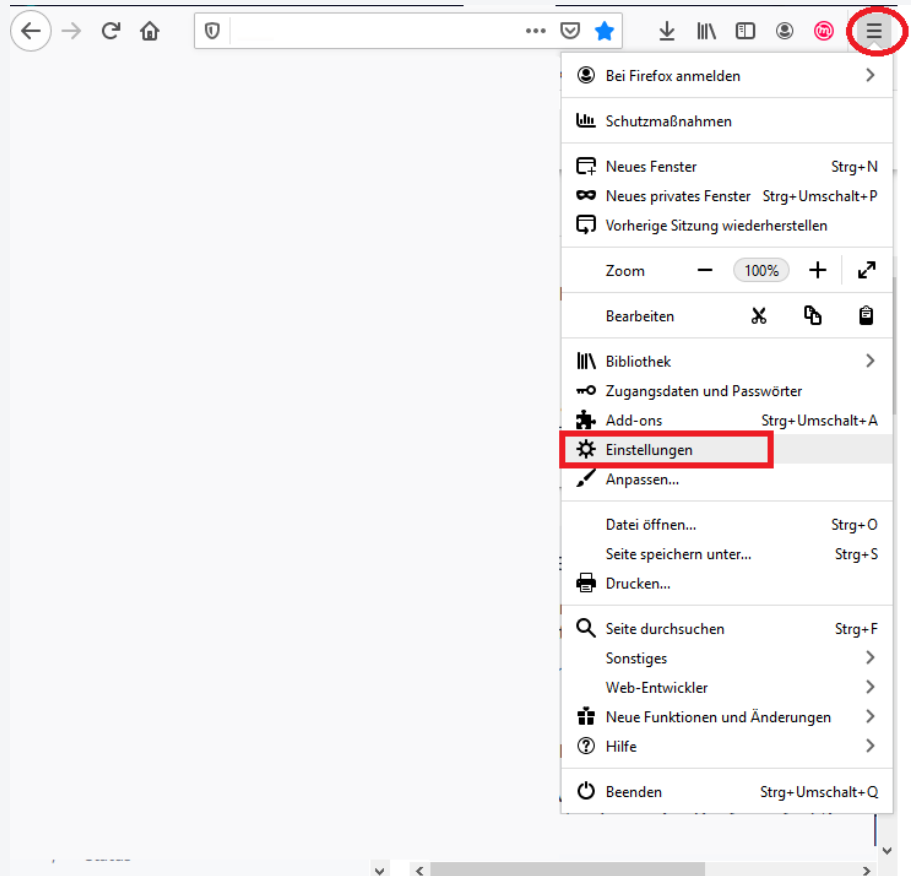 Bei Firefox anmelden
Schutzmaßnahmen
Neues Fenster Strg+N
Neues privates Fenster Strg+Umschalt+P
Vorherige Sitzung wiederherstellen
Zoom 100%
Bearbeiten
Bibliothek
Zugangsdaten und Passwörter
Add-ons Strg+Umschalt+A
Einstellungen
Anpassen...
Datei öffnen... Strg+O
Seite speichern unter... Strg+S
Drucken...
Seite durchsuchen Strg+F
Sonstiges
Web-Entwickler
Neue Funktionen und Änderungen
Hilfe
Beenden Strg+Umschalt+Q